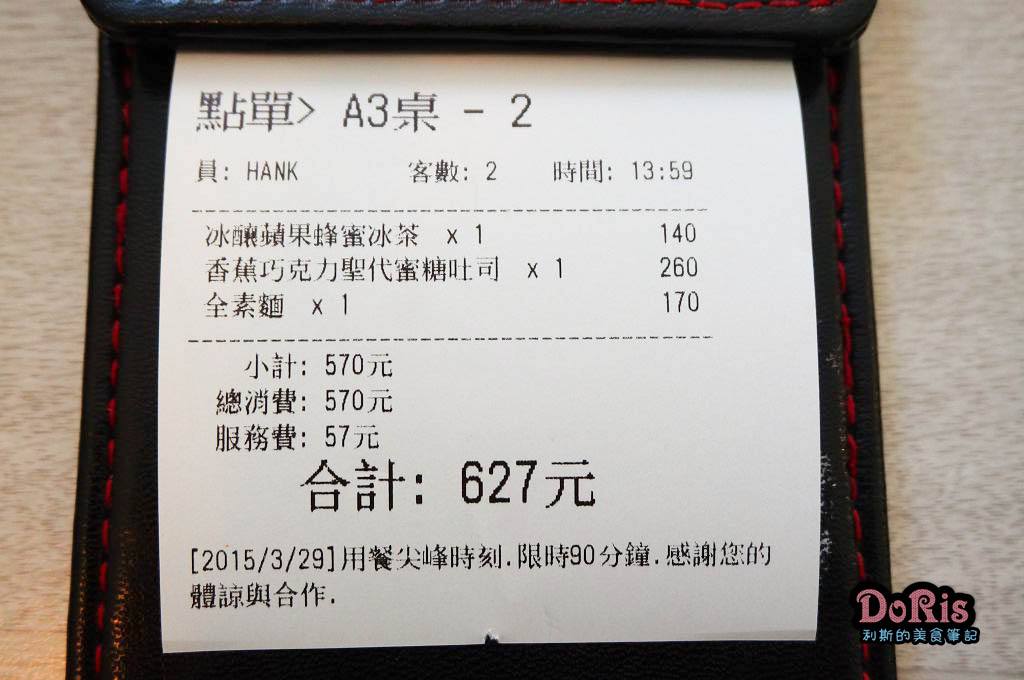 點單> A3桌 - 2
員: HANK 客數: 2 時間: 13:59
冰釀蘋果蜂蜜冰茶 x 1 140
香蕉巧克力聖代蜜糖吐司 x 1 260
全素麵 x 1 170
小計: 570元
總消費: 570元
服務費: 57元
合計: 627元
[2015/3/29]用餐尖峰時刻.限時90分鐘.感謝您的
體諒與合作.
DoRis
利斯的美食筆記